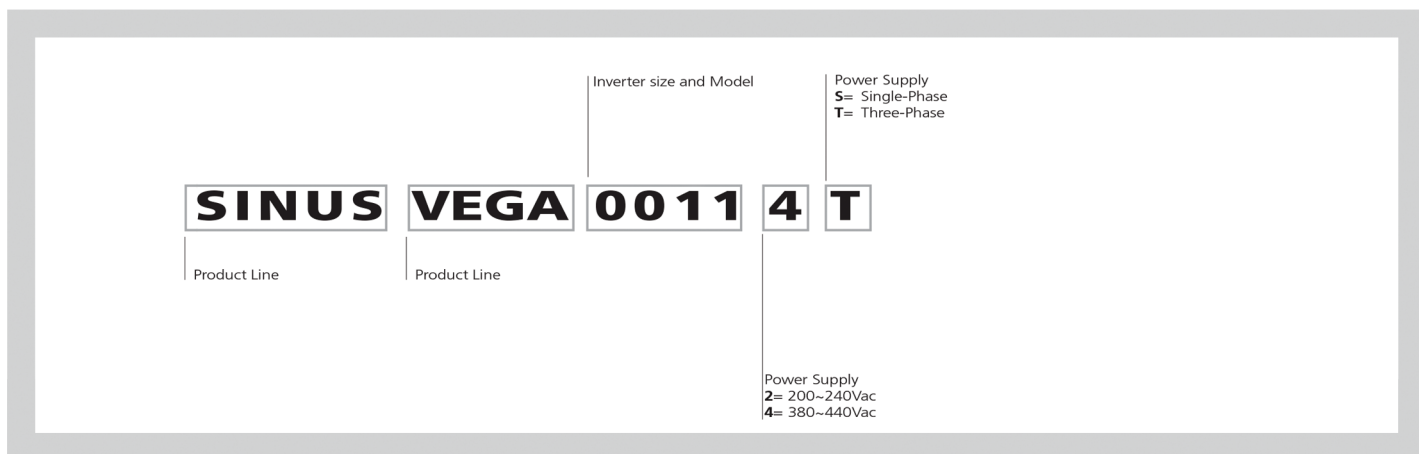 Inverter size and Model
Power Supply
S= Single-Phase
T= Three-Phase
SINUS VEGA 0011 4 T
Product Line
Product Line
Power Supply
2= 200~240Vac
4= 380~440Vac